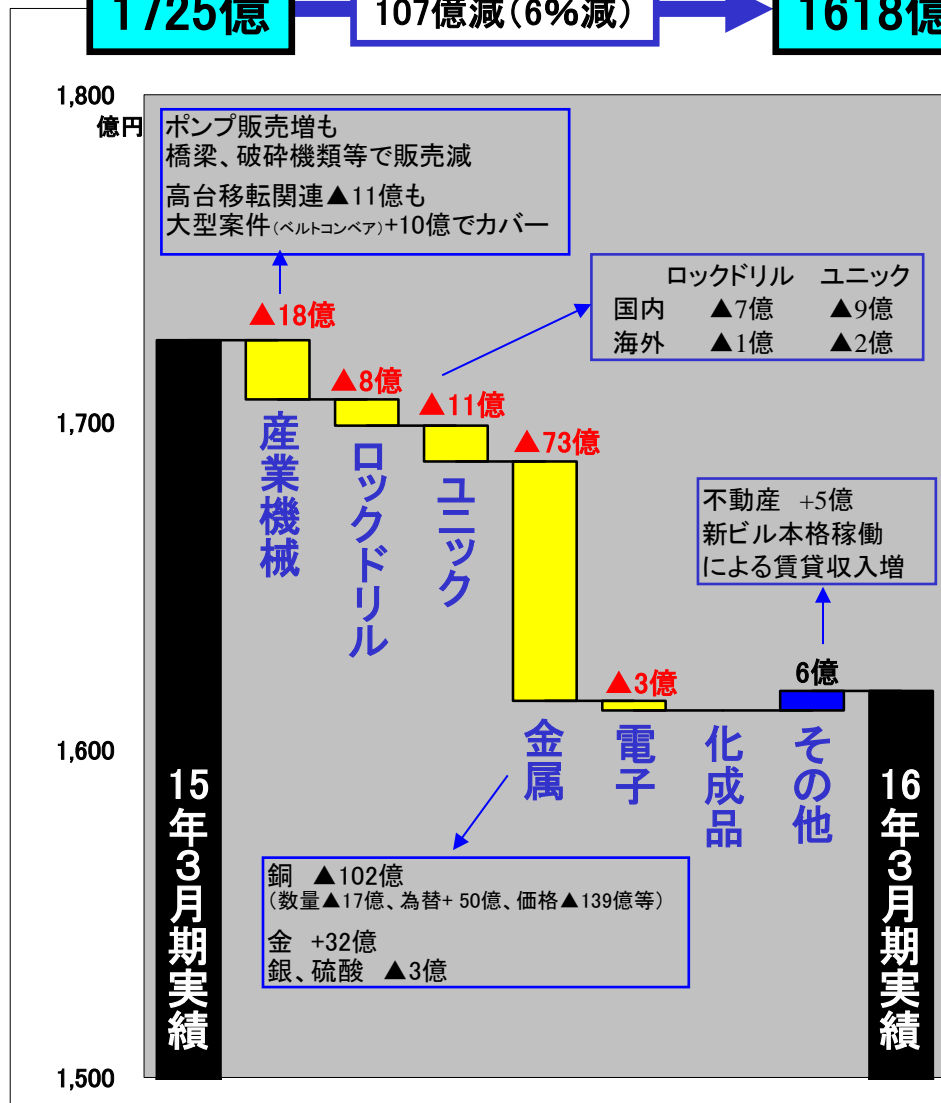 1725億
107億減(6%減)
1618億
1,800
億円
ポンプ販売増も
橋梁、破砕機類等で販売減
高台移転関連▲11億も
大型案件(ベルトコンベア)+10億でカバー
ロックドリル ユニック
国内 ▲7億 ▲9億
海外 ▲1億 ▲2億
▲18億
▲8億
▲11億
▲73億
1,700
産業機械
ロックドリル
ユニック
不動産 +5億
新ビル本格稼働
による賃貸収入増
▲3億
6億
金属
電子
化成品
その他
1,600
15年3月期実績
16年3月期実績
銅 ▲102億
(数量▲17億、為替+ 50億、価格▲139億等)
金 +32億
銀、硫酸 ▲3億
1,500